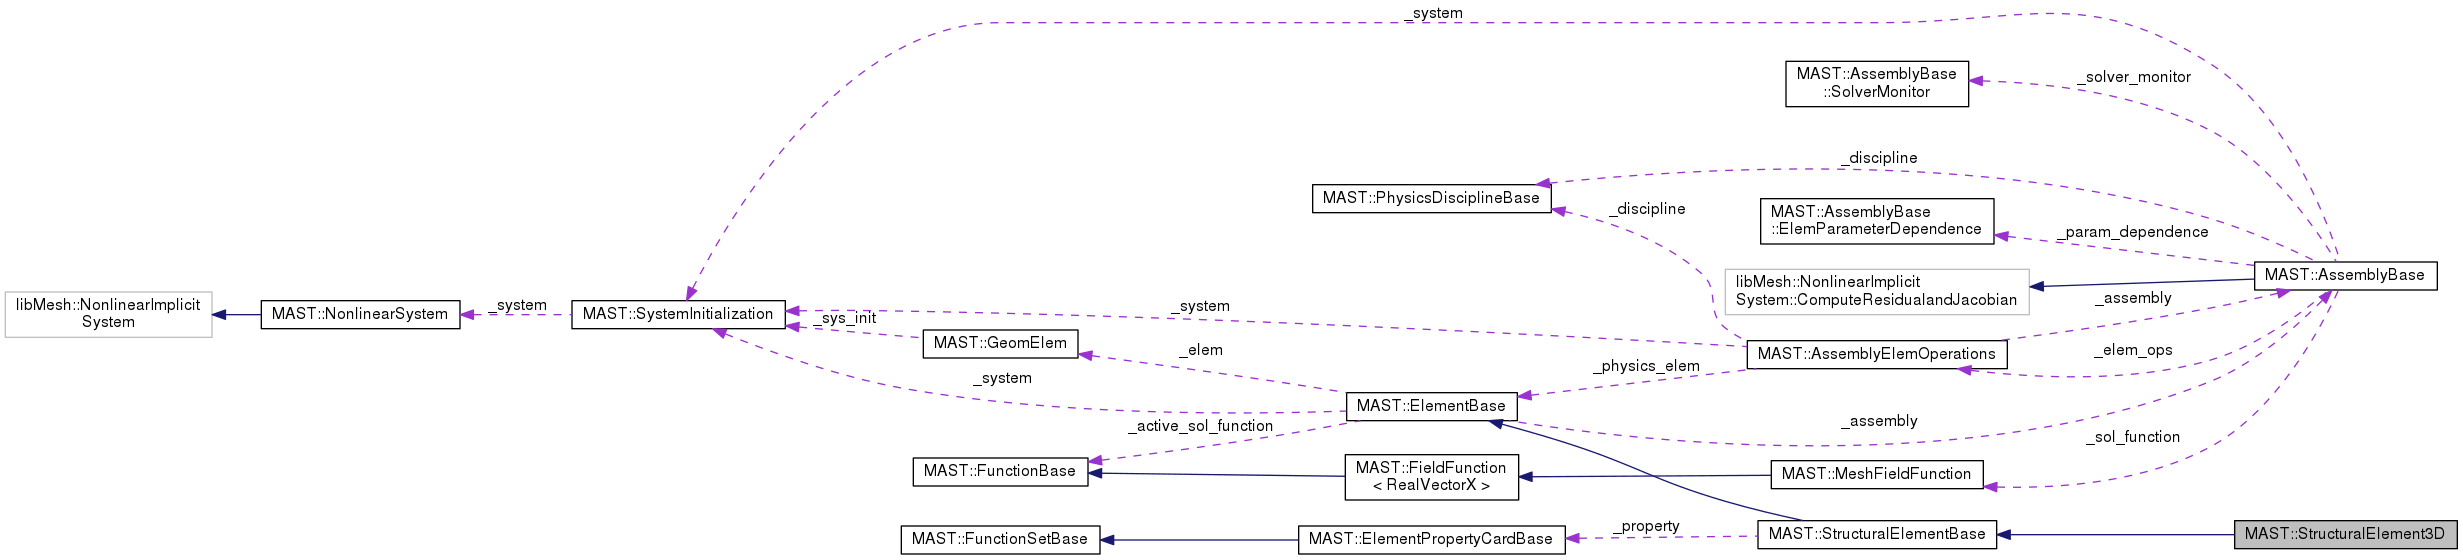 _system
MAST::AssemblyBase
::SolverMonitor
_solver_monitor
_discipline
MAST::PhysicsDisciplineBase
_discipline
MAST::AssemblyBase
::ElemParameterDependence
_param_dependence
libMesh::NonlinearImplicit
System::ComputeResidualandJacobian
MAST::AssemblyBase
libMesh::NonlinearImplicit
System
MAST::NonlinearSystem
_system
MAST::SystemInitialization
_sys_init
_system
_assembly
MAST::GeomElem
_elem
MAST::AssemblyElemOperations
_elem_ops
_system
_physics_elem
MAST::ElementBase
_active_sol_function
_assembly
_sol_function
MAST::FunctionBase
MAST::FieldFunction
< RealVectorX >
MAST::MeshFieldFunction
MAST::FunctionSetBase
MAST::ElementPropertyCardBase
_property
MAST::StructuralElementBase
MAST::StructuralElement3D